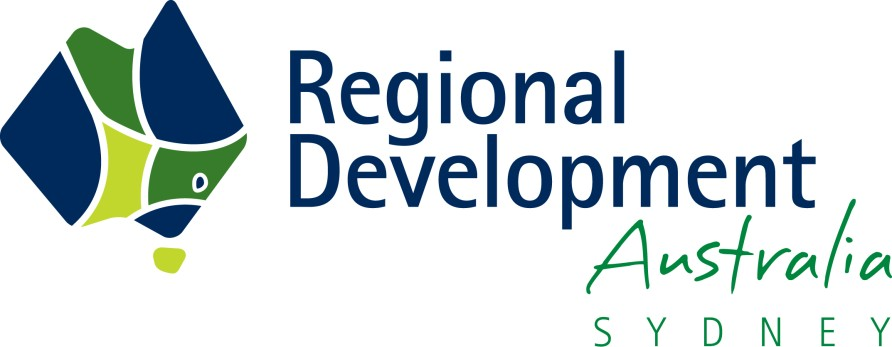 Regional
Development
Australia
SYDNEY